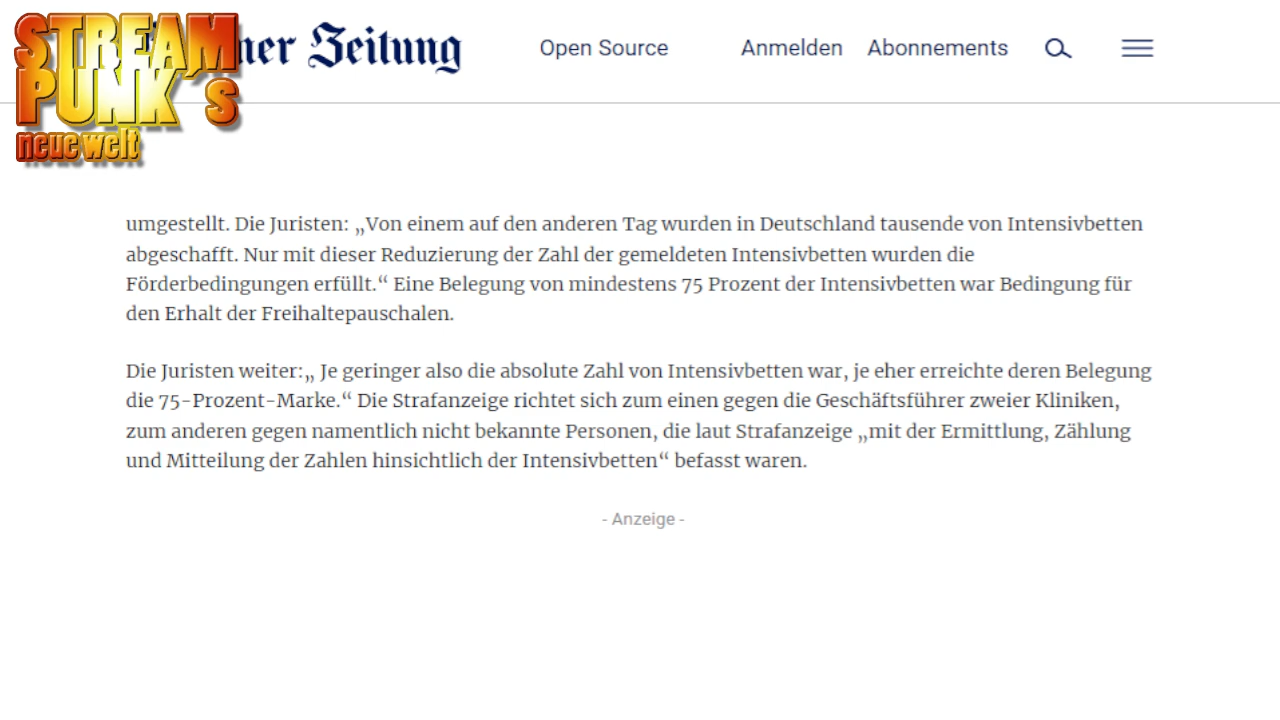 STREAM
PUNK´s
neue welt
ner Zeitung
Open Source
Anmelden
Abonnements
umgestellt. Die Juristen: „Von einem auf den anderen Tag wurden in Deutschland tausende von Intensivbetten
abgeschafft. Nur mit dieser Reduzierung der Zahl der gemeldeten Intensivbetten wurden die
Förderbedingungen erfüllt.“ Eine Belegung von mindestens 75 Prozent der Intensivbetten war Bedingung für
den Erhalt der Freihaltepauschalen.
Die Juristen weiter:„ Je geringer also die absolute Zahl von Intensivbetten war, je eher erreichte deren Belegung
die 75-Prozent-Marke.“ Die Strafanzeige richtet sich zum einen gegen die Geschäftsführer zweier Kliniken,
zum anderen gegen namentlich nicht bekannte Personen, die laut Strafanzeige „mit der Ermittlung, Zählung
und Mitteilung der Zahlen hinsichtlich der Intensivbetten“ befasst waren.
- Anzeige -